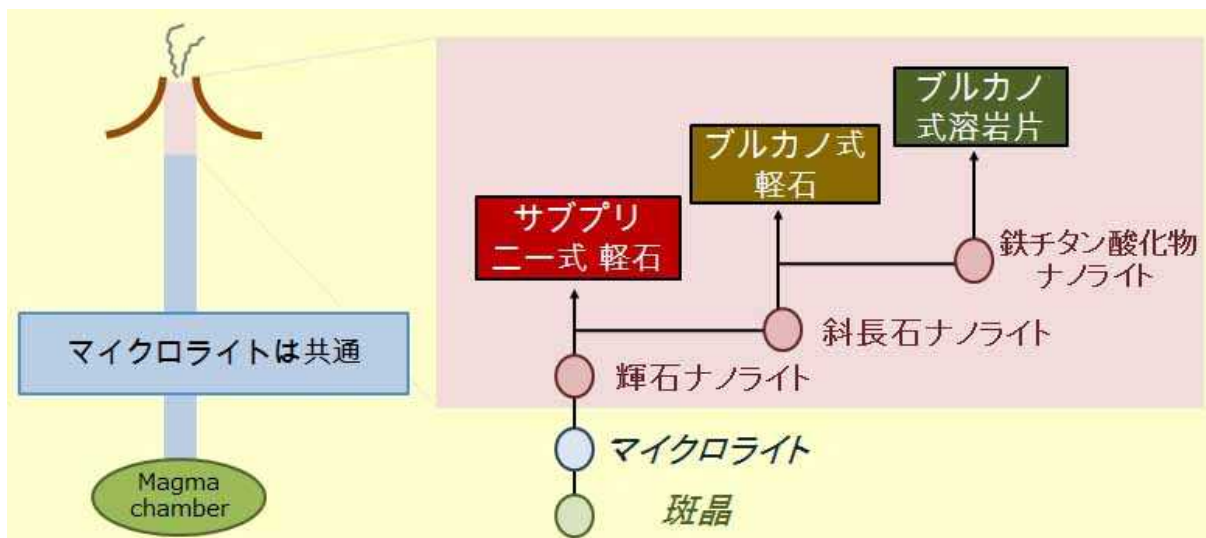 マイクロライトは共通
Magma
chamber
ブルカノ
式溶岩片
ブルカノ式
軽石
サブプリ
ニー式 軽石
鉄チタン酸化物
ナノライト
斜長石ナノライト
輝石ナノライト
マイクロライト
斑晶